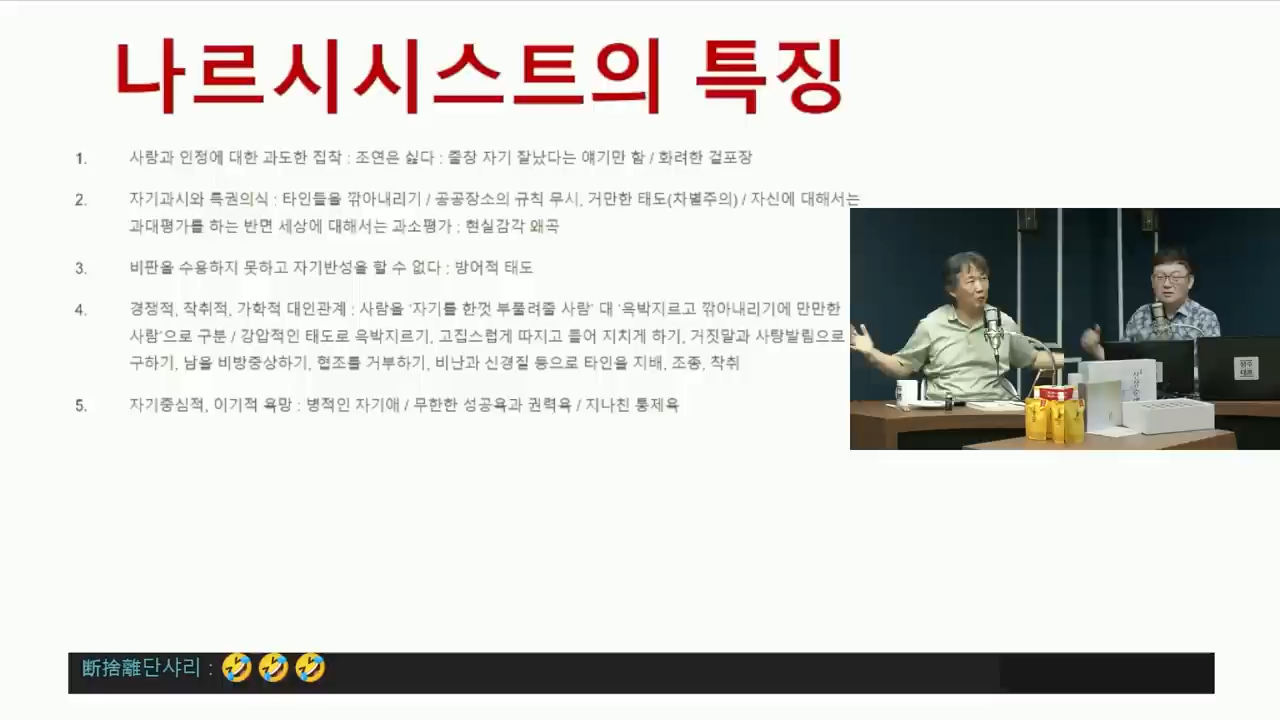 나르시시스트의 특징
1. 사랑과 인정에 대한 과도한 집착 : 조연은 싫다 : 줄창 자기 잘났다는 얘기만 함 / 화려한 겉포장
2. 자기과시와 특권의식 : 타인들을 깎아내리기 / 공공장소의 규칙 무시, 거만한 태도(차별주의) / 자신에 대해서는
과대평가를 하는 반면 세상에 대해서는 과소평가 : 현실감각 왜곡
3. 비판을 수용하지 못하고 자기반성을 할 수 없다 : 방어적 태도
4. 경쟁적, 착취적, 가학적 대인관계 : 사람을 ‘자기를 한껏 부풀려줄 사람’ 대 ‘윽박지르고 깎아내리기에 만만한
사람’으로 구분 / 강압적인 태도로 윽박지르기, 고집스럽게 따지고 들어 지치게 하기, 거짓말과 사탕발림으로
구하기, 남을 비방중상하기, 협조를 거부하기, 비난과 신경질 등으로 타인을 지배, 조종, 착취
5. 자기중심적, 이기적 욕망 : 병적인 자기애 / 무한한 성공욕과 권력욕 / 지나친 통제욕
断捨離단샤리 : 🤣 🤣 🤣